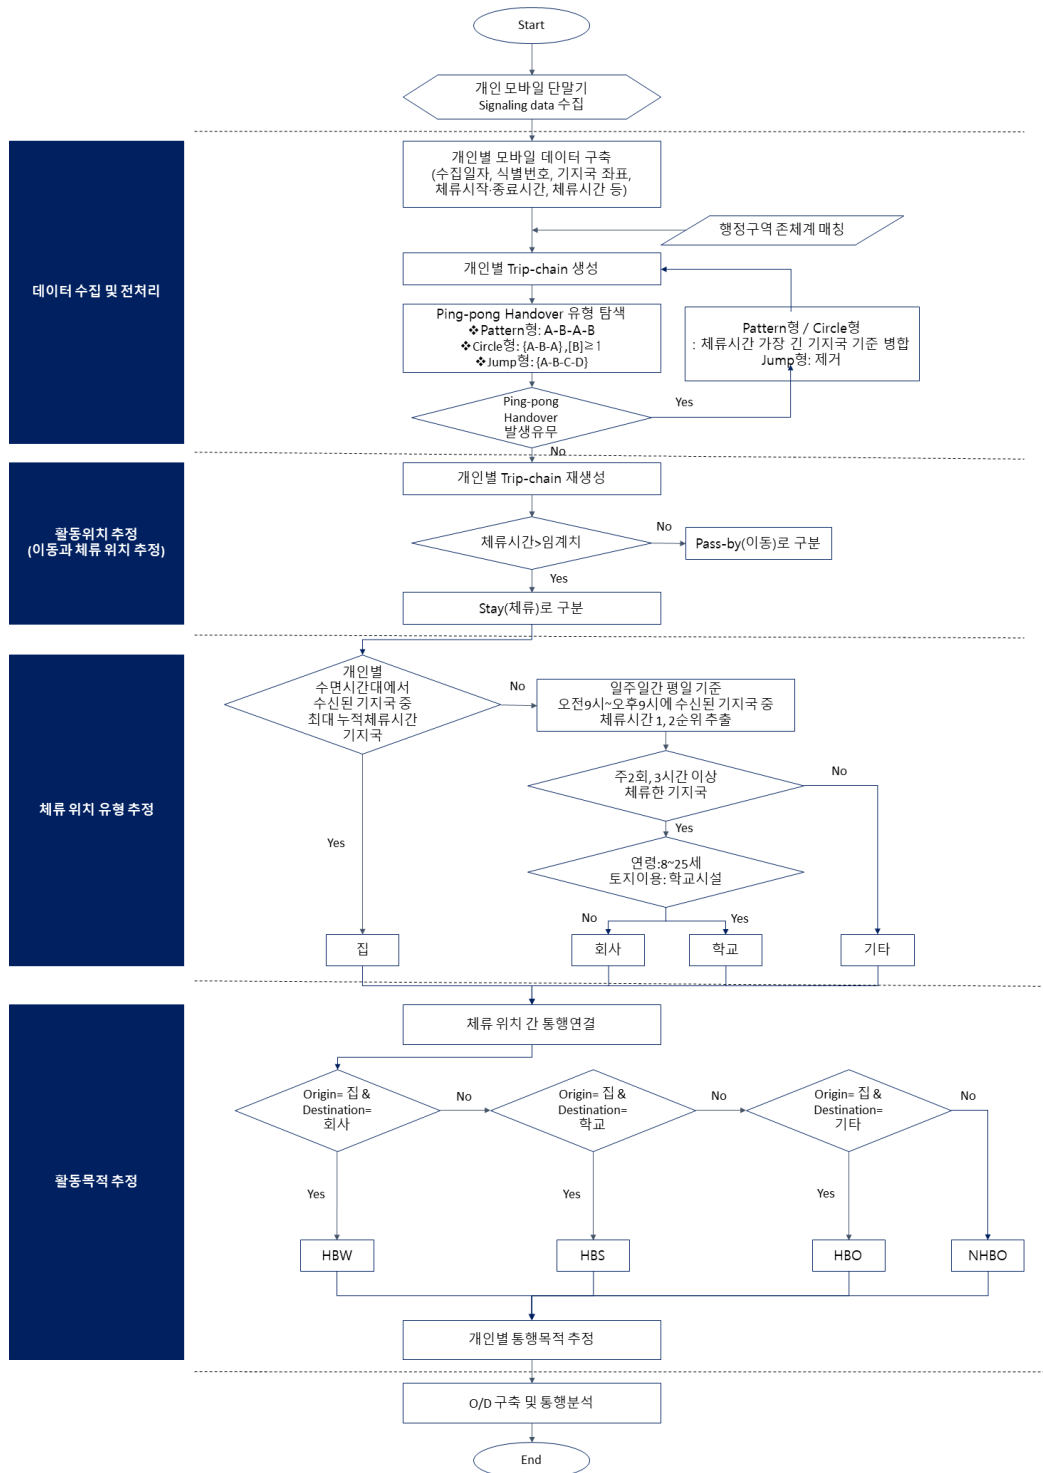 Start
개인 모바일 단말기
Signaling data 수집
데이터 수집 및 전처리
개인별 모바일 데이터 구축
(수집일자, 식별번호, 기지국 좌표,
체류시작·종료시간, 체류시간 등)
행정구역 존체계 매칭
개인별 Trip-chain 생성
Ping-pong Handover 유형 탐색
❖Pattern형: A-B-A-B
❖Circle형: {A-B-A} ,[B]≥1
❖Jump형: {A-B-C-D}
Pattern형 / Circle형
: 체류시간 가장 긴 기지국 기준 병합
Jump형: 제거
Ping-pong
Handover
발생유무
Yes
No
활동위치 추정
(이동과 체류 위치 추정)
개인별 Trip-chain 재생성
체류시간>임계치
No
Pass-by(이동)로 구분
Yes
Stay(체류)로 구분
체류 위치 유형 추정
개인별
수면시간대에서
수신된 기지국 중
최대 누적체류시간
기지국
No
일주일간 평일 기준
오전9시~오후9시에 수신된 기지국 중
체류시간 1, 2순위 추출
주2회, 3시간 이상
체류한 기지국
No
Yes
Yes
연령:8~25세
토지이용: 학교시설
No
Yes
집
회사
학교
기타
활동목적 추정
체류 위치 간 통행연결
Origin= 집 &
Destination=
회사
No
Origin= 집 &
Destination=
학교
No
Origin= 집 &
Destination=
기타
No
Yes
Yes
Yes
HBW
HBS
HBO
NHBO
개인별 통행목적 추정
O/D 구축 및 통행분석
End